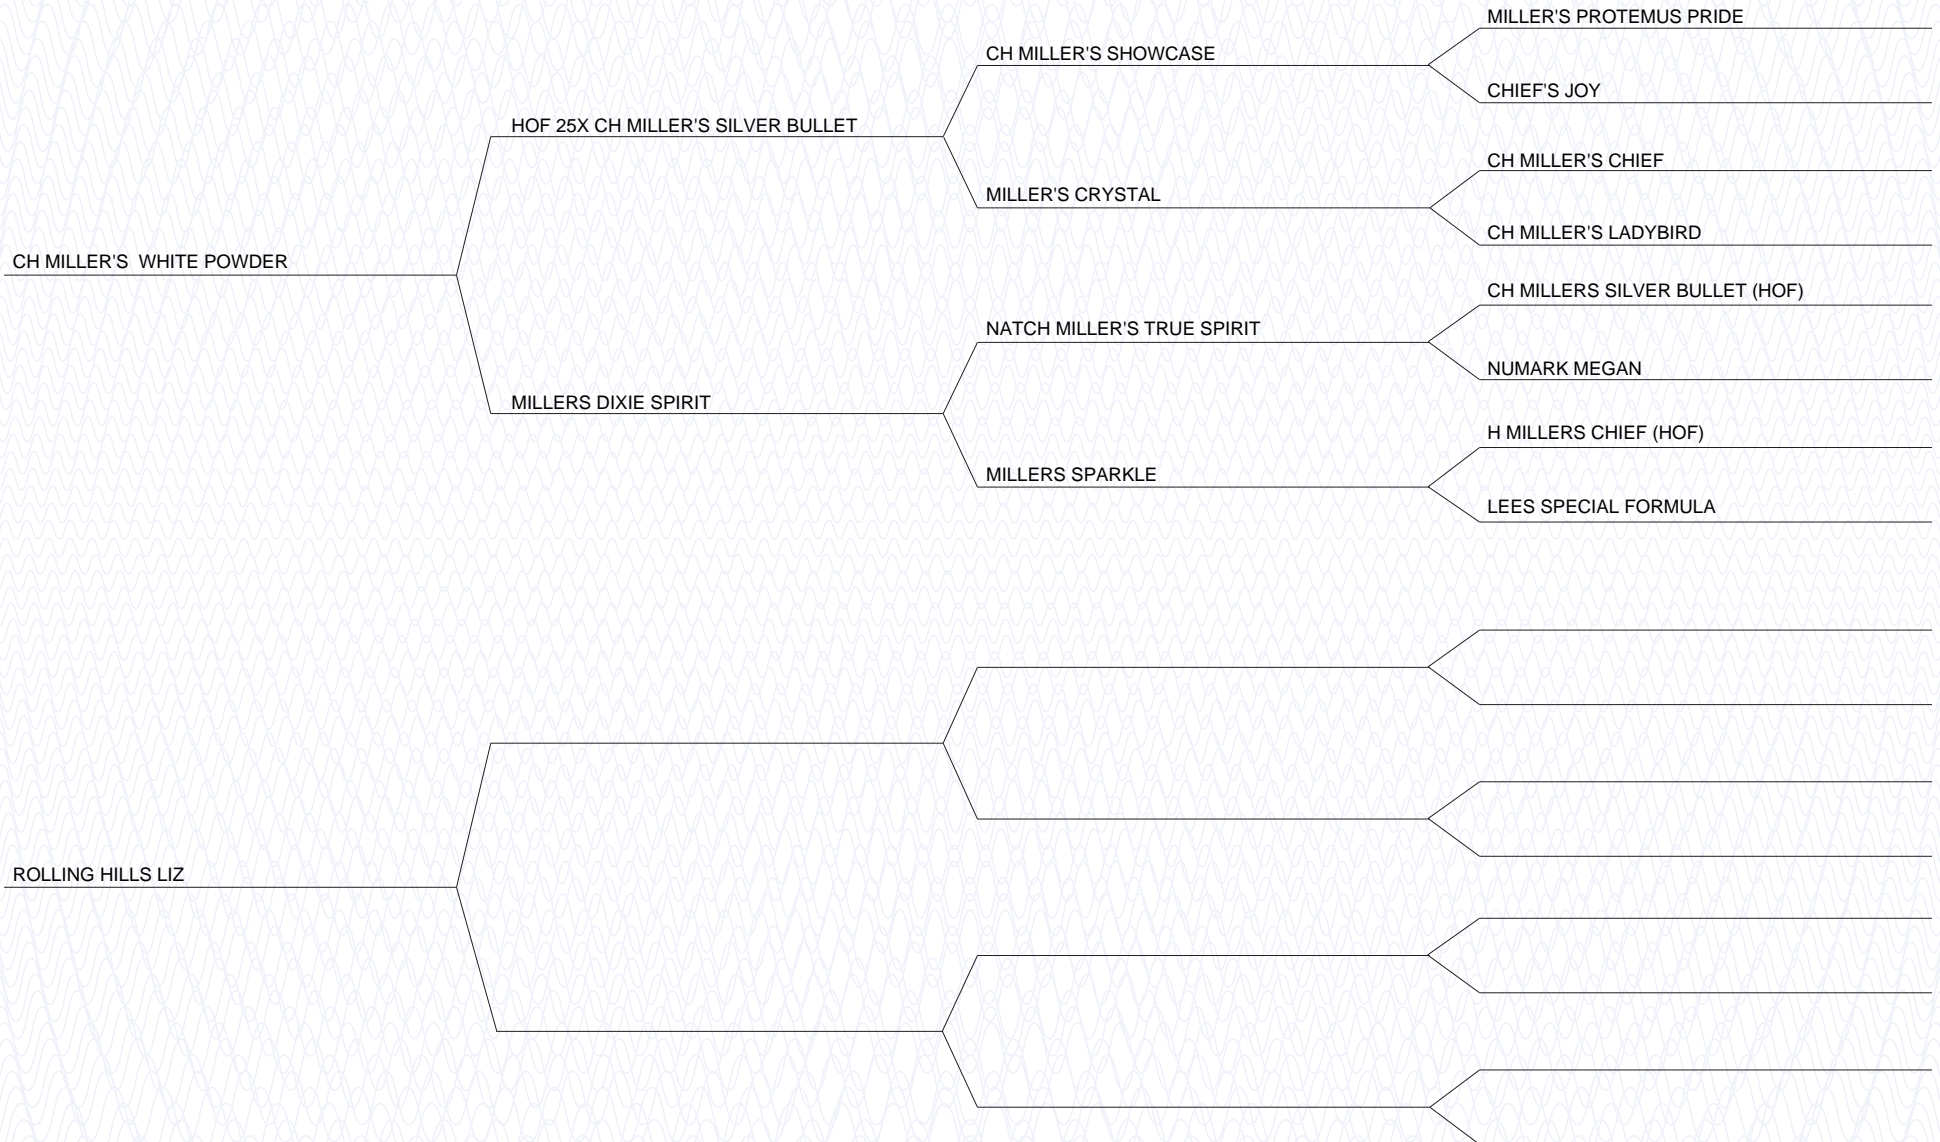 MILLER'S PROTEMUS PRIDE
CH MILLER'S SHOWCASE
CHIEF'S JOY
HOF 25X CH MILLER'S SILVER BULLET
CH MILLER'S CHIEF
MILLER'S CRYSTAL
CH MILLER'S LADYBIRD
CH MILLER'S  WHITE POWDER
CH MILLERS SILVER BULLET (HOF)
NATCH MILLER'S TRUE SPIRIT
NUMARK MEGAN
MILLERS DIXIE SPIRIT
H MILLERS CHIEF (HOF)
MILLERS SPARKLE
LEES SPECIAL FORMULA
ROLLING HILLS LIZ